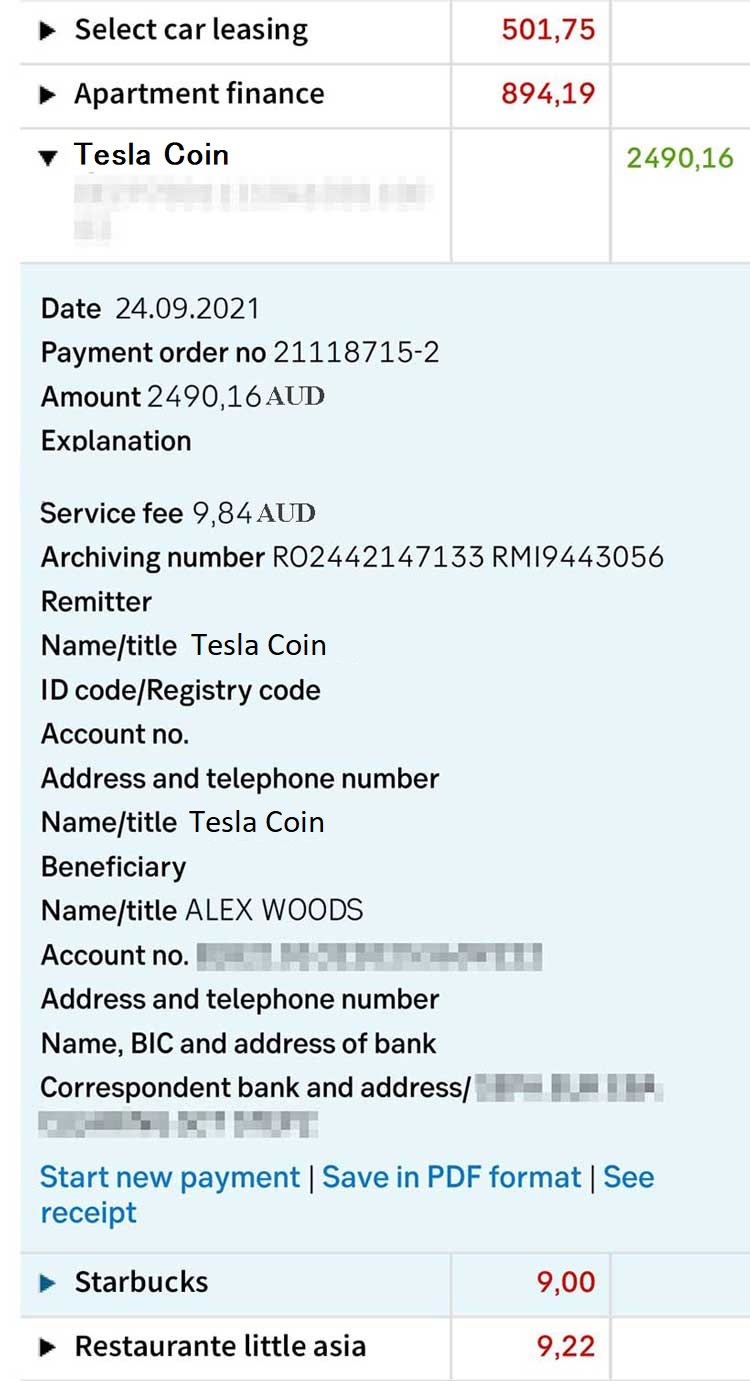 Select car leasing 501,75
Apartment finance 894,19
Tesla Coin 2490,16
Date 24.09.2021
Payment order no 21118715-2
Amount 2490,16 AUD
Explanation
Service fee 9,84 AUD
Archiving number RO2442147133 RMI9443056
Remitter
Name/title Tesla Coin
ID code/Registry code
Account no.
Address and telephone number
Name/title Tesla Coin
Beneficiary
Name/title ALEX WOODS
Account no.
Address and telephone number
Name, BIC and address of bank
Correspondent bank and address/
Start new payment | Save in PDF format | See
receipt
Starbucks 9,00
Restaurante little asia 9,22